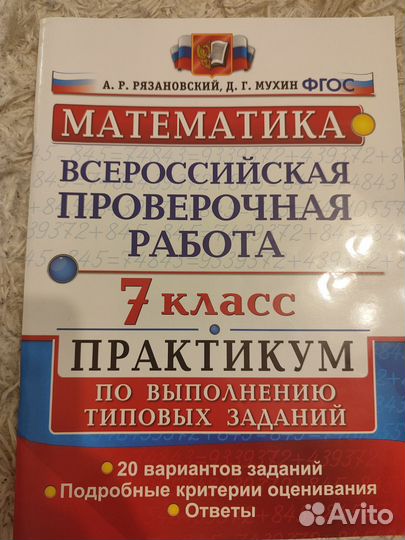 А. Р. РЯЗАНОВСКИЙ, Д. Г. МУХИН ФГОС
МАТЕМАТИКА
ВСЕРОССИЙСКАЯ
ПРОВЕРОЧНАЯ
РАБОТА
7 КЛАСС
ПРАКТИКУМ
ПО ВЫПОЛНЕНИЮ
ТИПОВЫХ ЗАДАНИЙ
20 вариантов заданий
Подробные критерии оценивания
Ответы
Avito